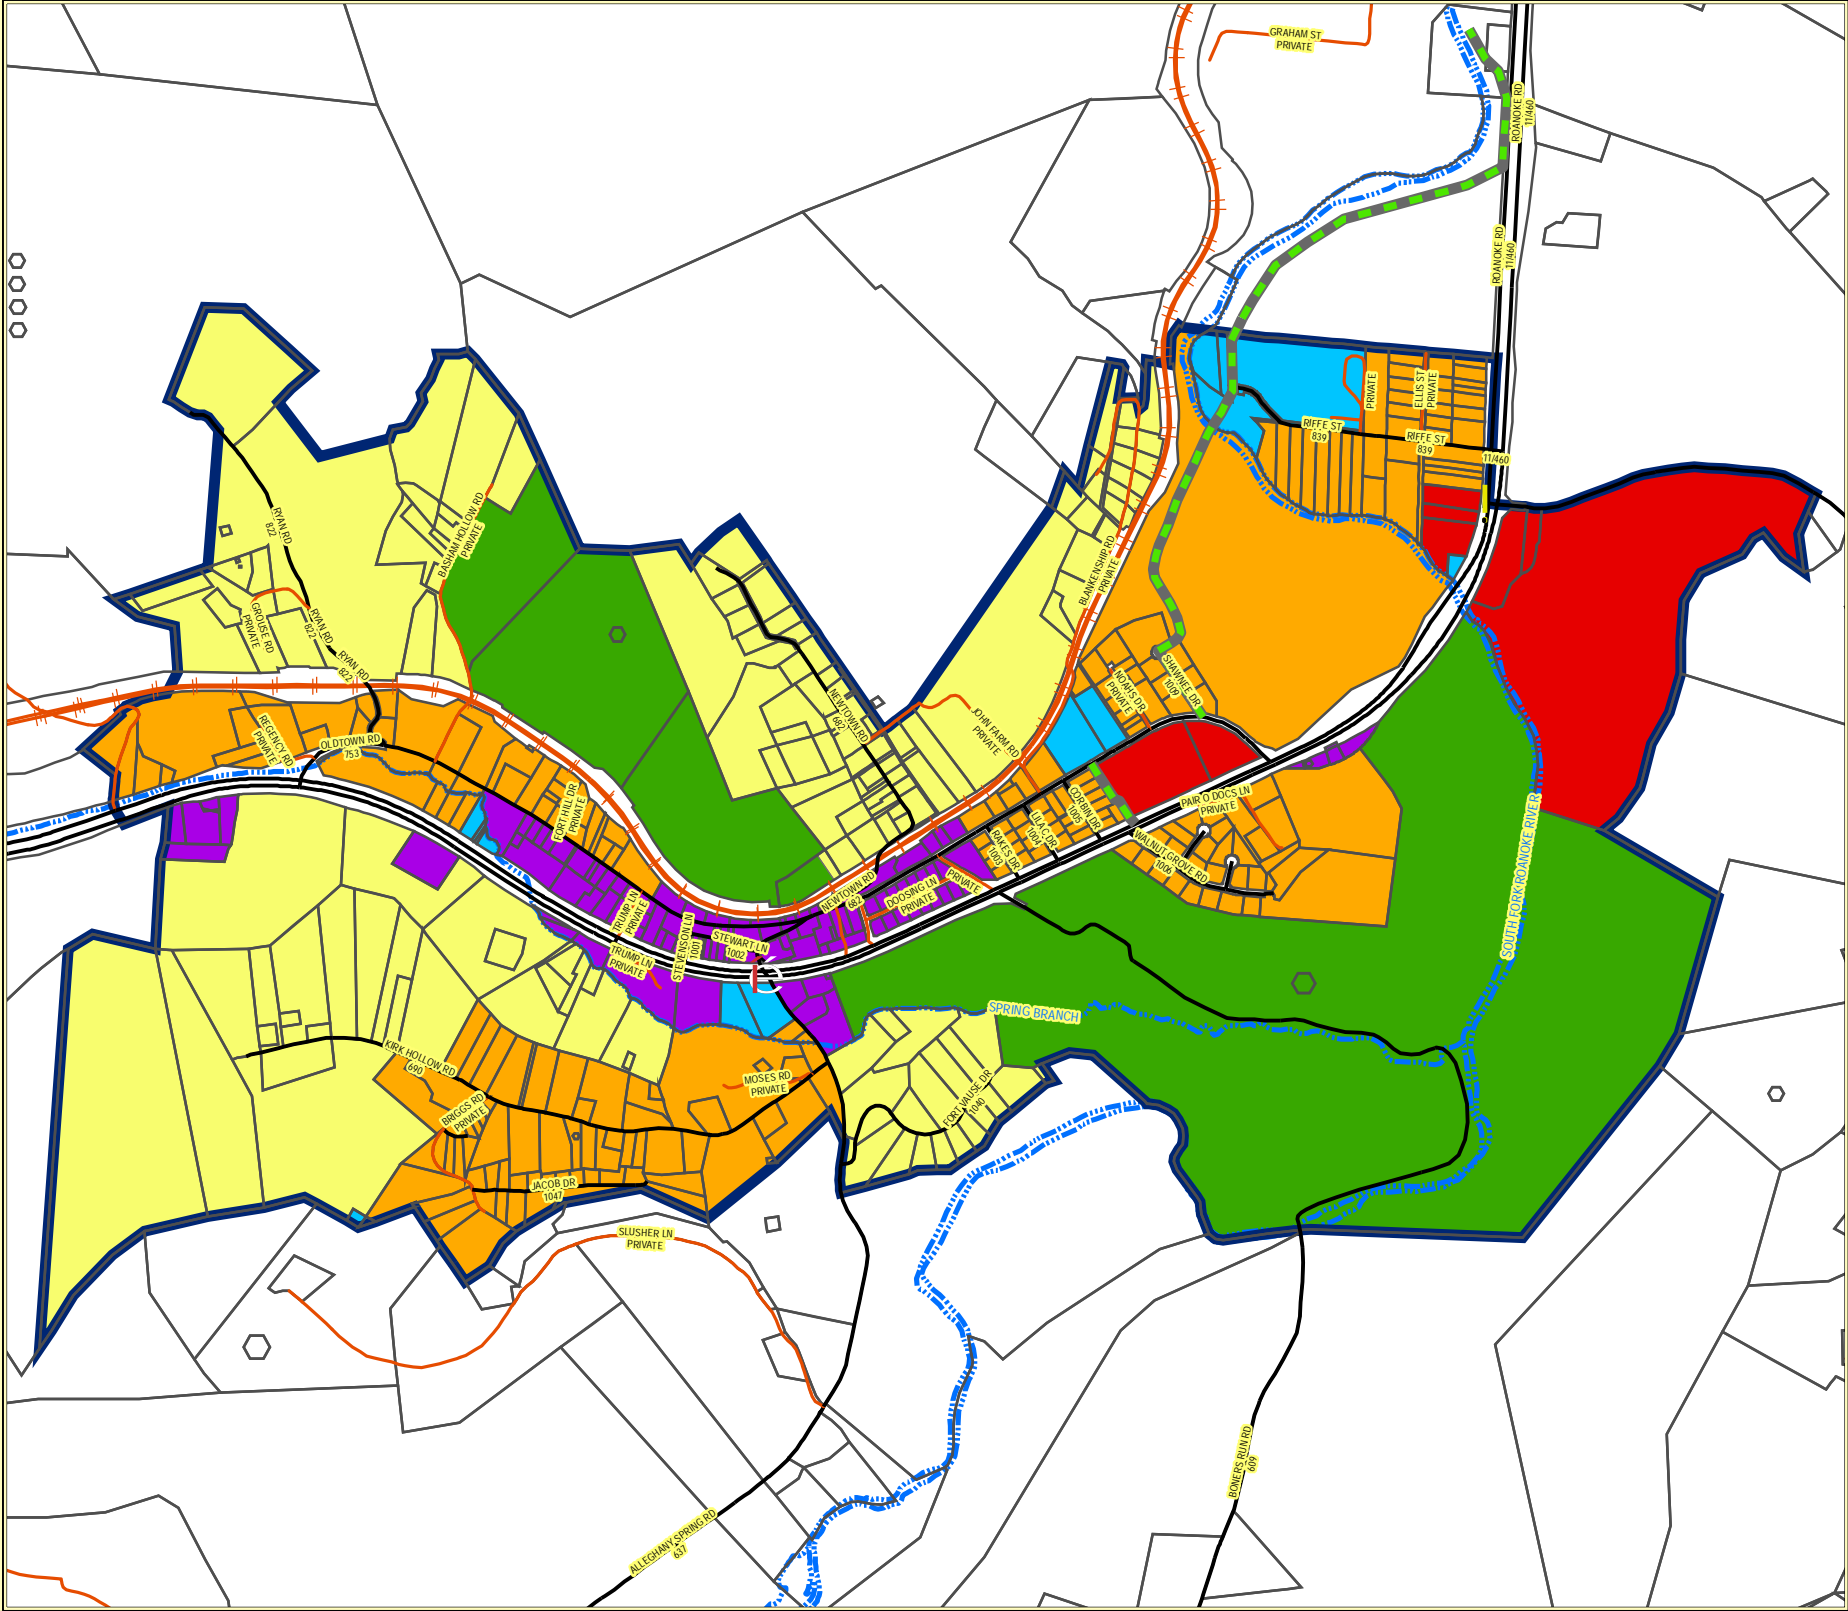 GRAHAM ST
PRIVATE
ROANOKE RD
11/460
ROANOKE RD
11/460
PRIVATE
ELLIS ST
PRIVATE
RIFFE ST
839
RIFFE ST
839
11/460
RYAN RD
822
BASHAM HOLLOW RD
PRIVATE
BLANKENSHIP RD
PRIVATE
GROUSE RD
PRIVATE
RYAN RD
822
RYAN RD
822
SHAWNEE DR
1009
NOAHS DR
PRIVATE
NEWTOWN RD
682
JOHN FARM RD
PRIVATE
REGENCY RD
PRIVATE
OLDTOWN RD
753
FORT HILL DR
PRIVATE
PAIR O DOCS LN
PRIVATE
CORBIN DR
1005
LILAC DR
1004
RAKES DR
1003
WALNUT GROVE RD
1006
SOUTH FORK ROANOKE RIVER
NEWTOWN RD
682
DOOSING LN
PRIVATE
PRIVATE
TRUMP LN
PRIVATE
STEVENSON LN
1001
STEWART LN
1002
TRUMP LN
PRIVATE
SPRING BRANCH
KIRK HOLLOW RD
690
MOSES RD
PRIVATE
BRIGGS RD
PRIVATE
FORT VAUSE DR
1040
JACOB DR
1047
SLUSHER LN
PRIVATE
BONERS RUN RD
609
ALLEGHANY SPRING RD
637